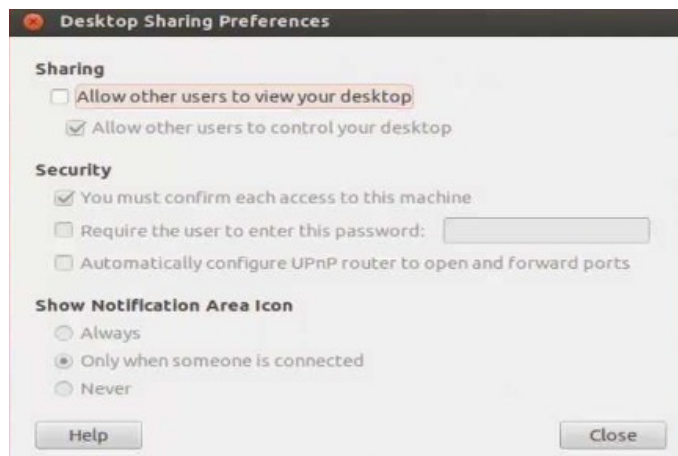 Desktop Sharing Preferences
Sharing
Allow other users to view your desktop
Allow other users to control your desktop
Security
You must confirm each access to this machine
Require the user to enter this password:
Automatically configure UPnP router to open and forward ports
Show Notification Area Icon
Always
Only when someone is connected
Never
Help Close